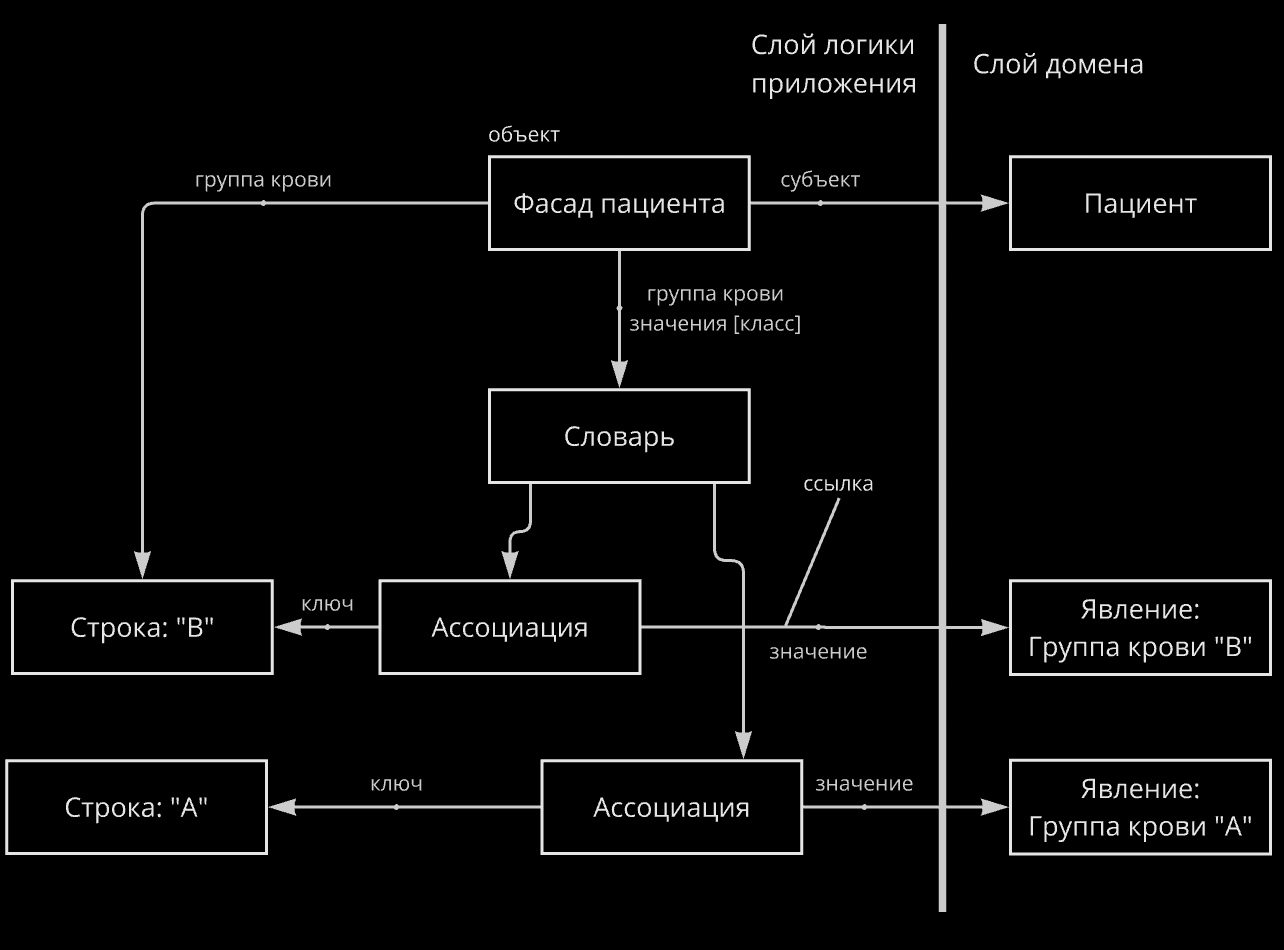 Слой логики
приложения
Слой домена
объект
группа крови
Фасад пациента
субъект
Пациент
группа крови
значения [класс]
Словарь
ссылка
Строка: "B"
ключ
Ассоциация
значение
Явление:
Группа крови "B"
Строка: "A"
ключ
Ассоциация
значение
Явление:
Группа крови "A"